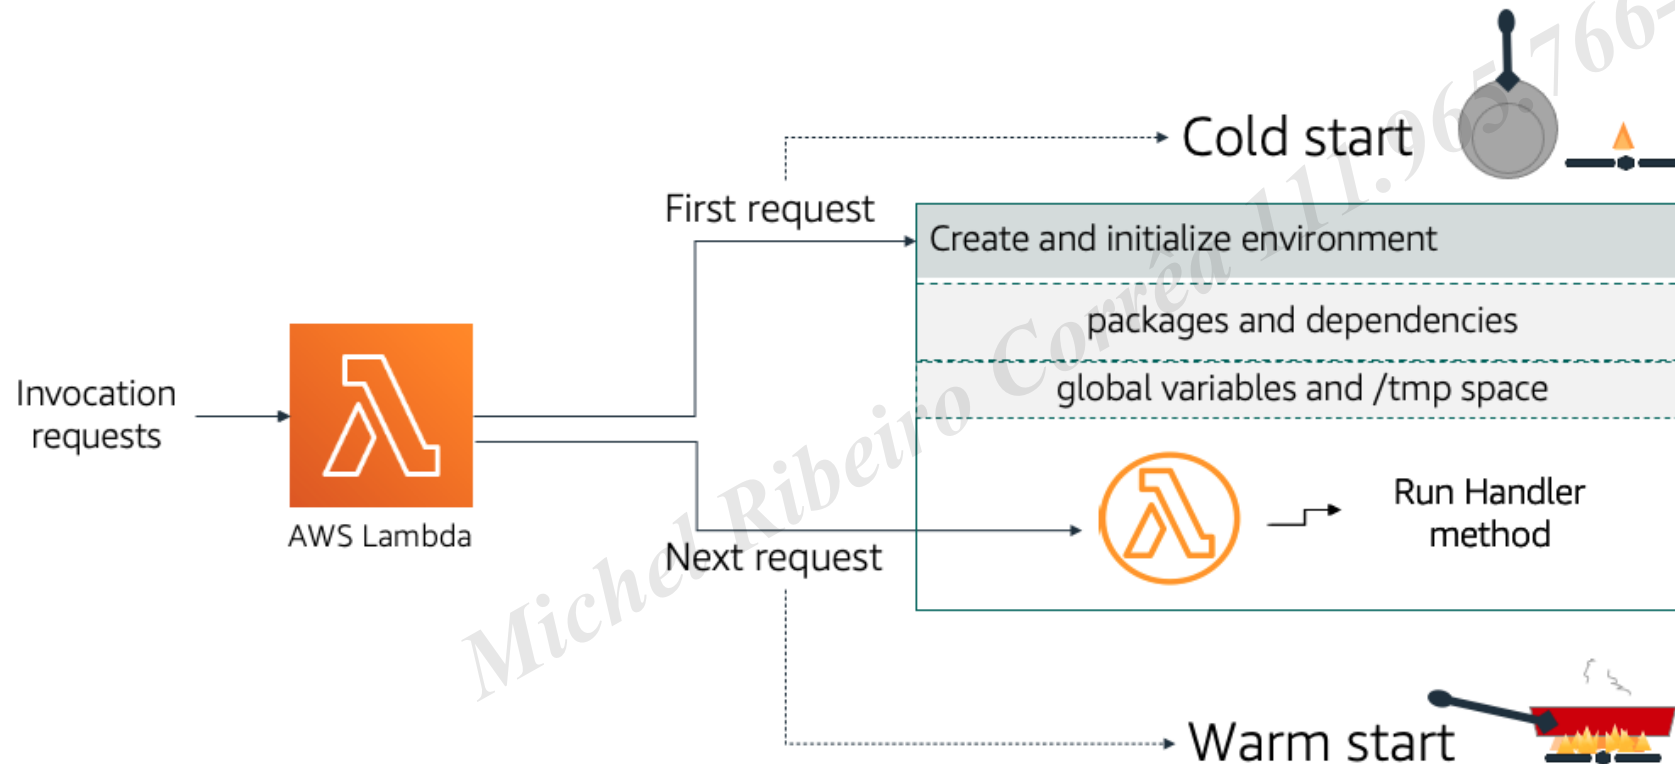 Cold start
First request
Create and initialize environment
packages and dependencies
Invocation
requests
global variables and /tmp space
AWS Lambda
Run Handler
method
Next request
Warm start
Michel Ribeiro Corrêa 111.965.766-